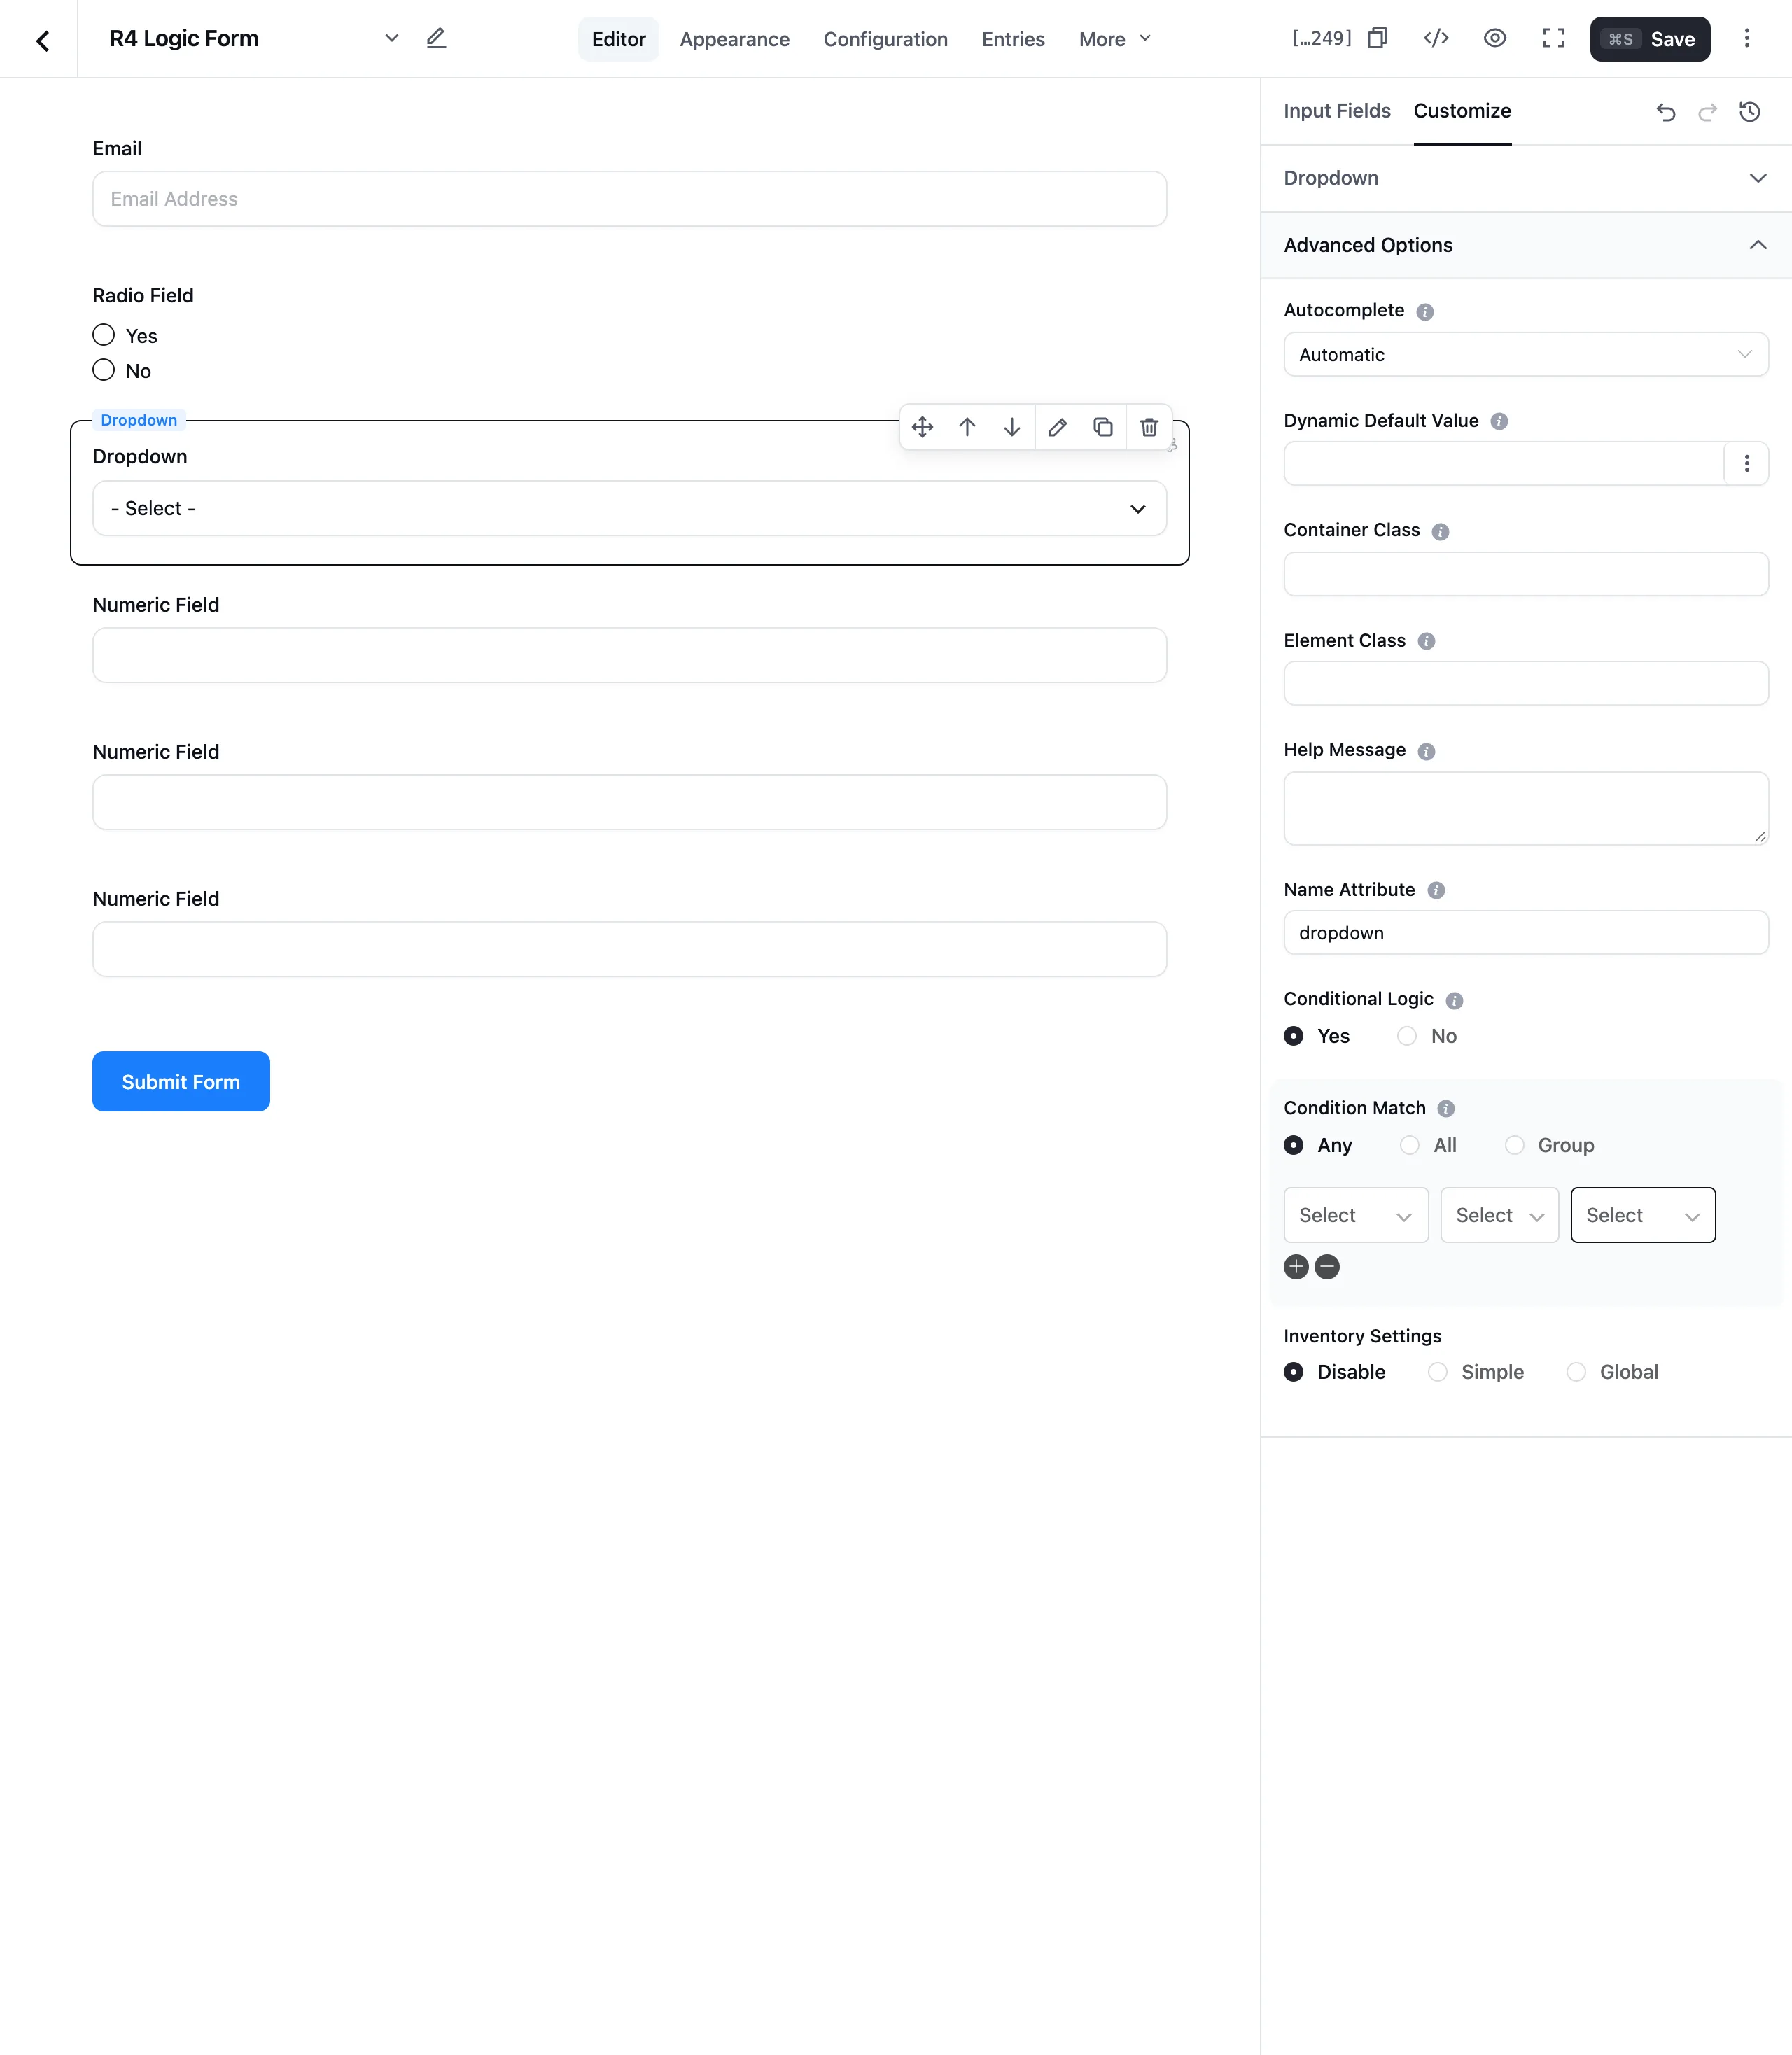 R4 Logic Form
Editor
Appearance
Configuration
Entries
More
[…249]
⌘S Save
Input Fields
Customize
Email
Email Address
Radio Field
Yes
No
Dropdown
Dropdown
- Select -
Numeric Field
Numeric Field
Numeric Field
Submit Form
Dropdown
Advanced Options
Autocomplete
Automatic
Dynamic Default Value
Container Class
Element Class
Help Message
Name Attribute
dropdown
Conditional Logic
Yes No
Condition Match
Any All Group
Select Select Select
Inventory Settings
Disable Simple Global